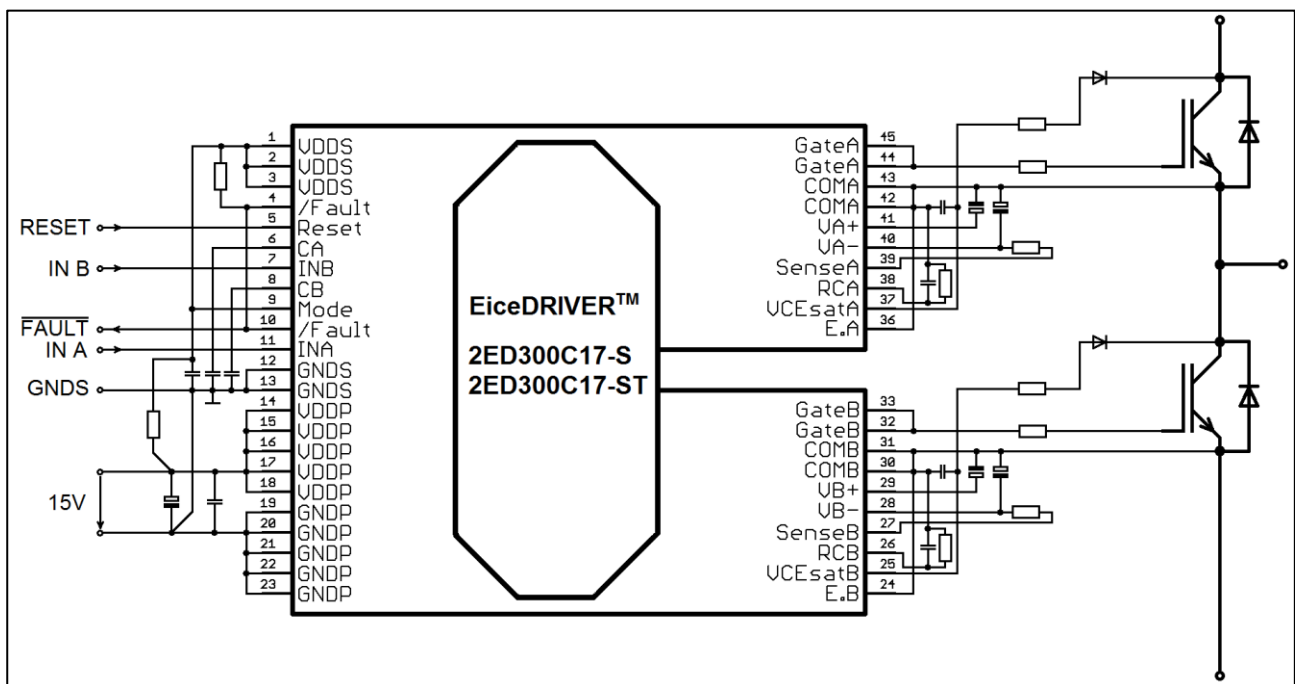 1 VDDS
2 VDDS
3 VDDS
4 /Fault
RESET 5 Reset
6 CA
IN B 7 INB
8 CB
9 Mode
FAULT 10 /Fault
IN A 11 INA
12 GNDS
GNDS 13 GNDS
14 VDDP
15 VDDP
16 VDDP
17 VDDP
15V 18 VDDP
19 GNDP
20 GNDP
21 GNDP
22 GNDP
23 GNDP
EiceDRIVER™
2ED300C17-S
2ED300C17-ST
GateA 45
GateA 44
COMA 43
COMA 42
VA+ 41
VA- 40
SenseA 39
RCA 38
VCEsatA 37
E.A 36
GateB 33
GateB 32
COMB 31
COMB 30
VB+ 29
VB- 28
SenseB 27
RCB 26
VCEsatB 25
E.B 24